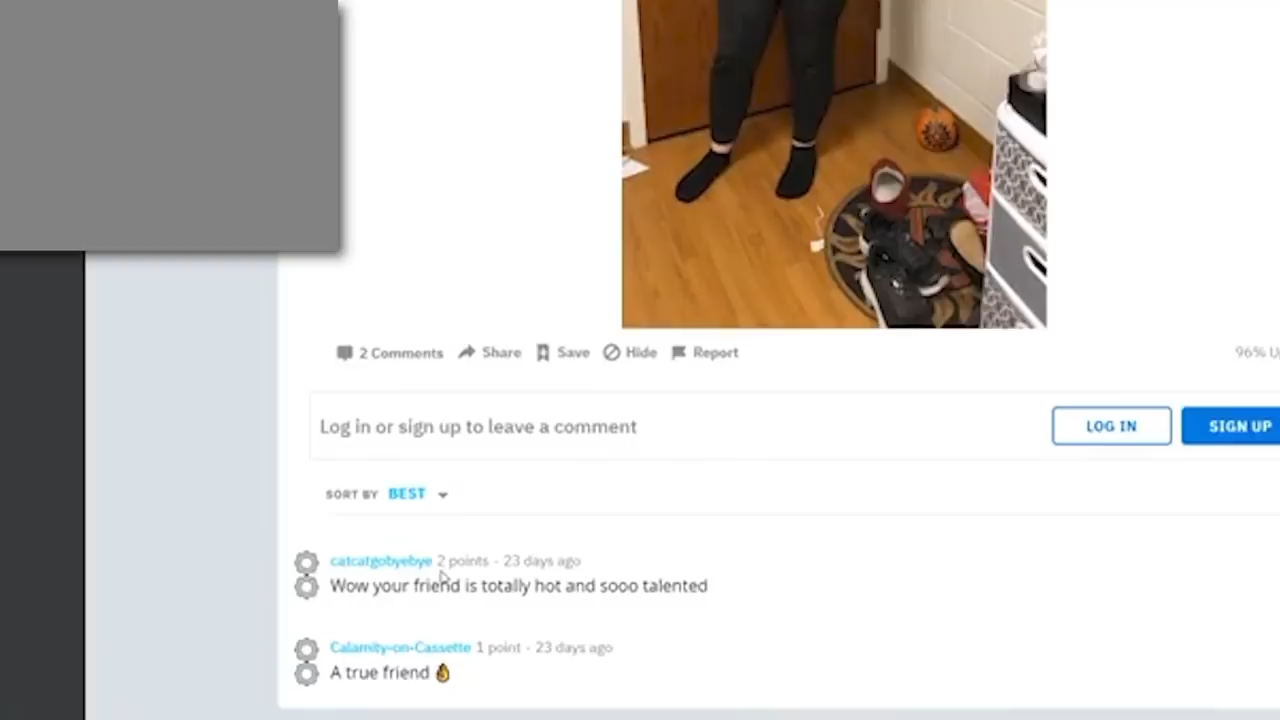 2 Comments Share Save Hide Report
Log in or sign up to leave a comment LOG IN SIGN UP
SORT BY BEST
catcatgobyebye 2 points - 23 days ago
Wow your friend is totally hot and sooo talented
Calamity-on-Cassette 1 point - 23 days ago
A true friend 👌